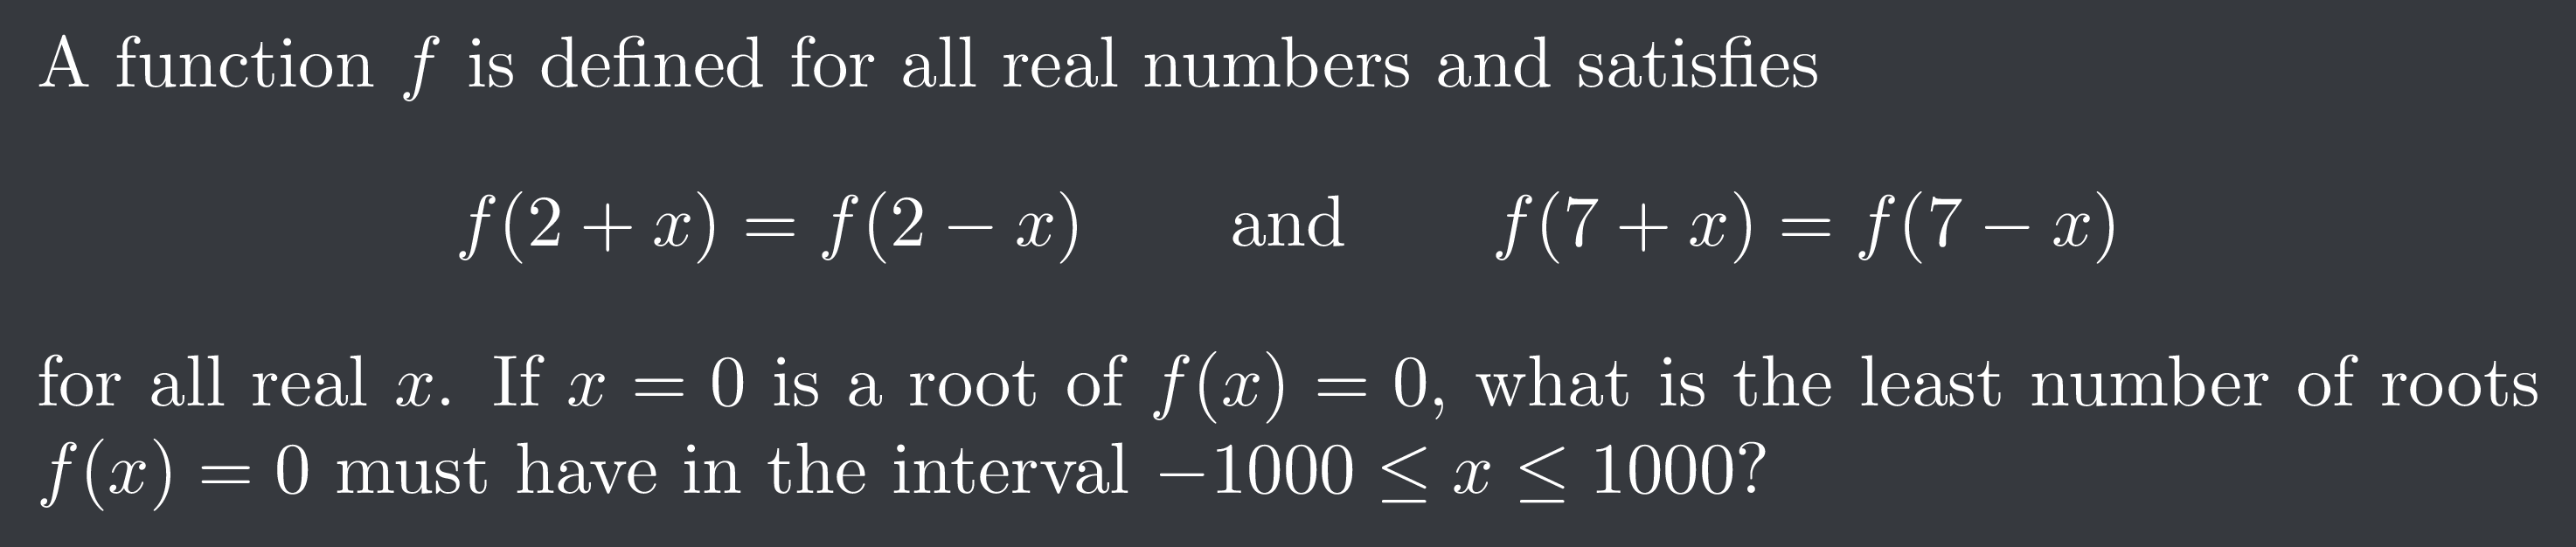 A function f is defined for all real numbers and satisfies
f(2 + x) = f(2 − x) and f(7 + x) = f(7 − x)
for all real x. If x = 0 is a root of f(x) = 0, what is the least number of roots
f(x) = 0 must have in the interval −1000 ≤ x ≤ 1000?